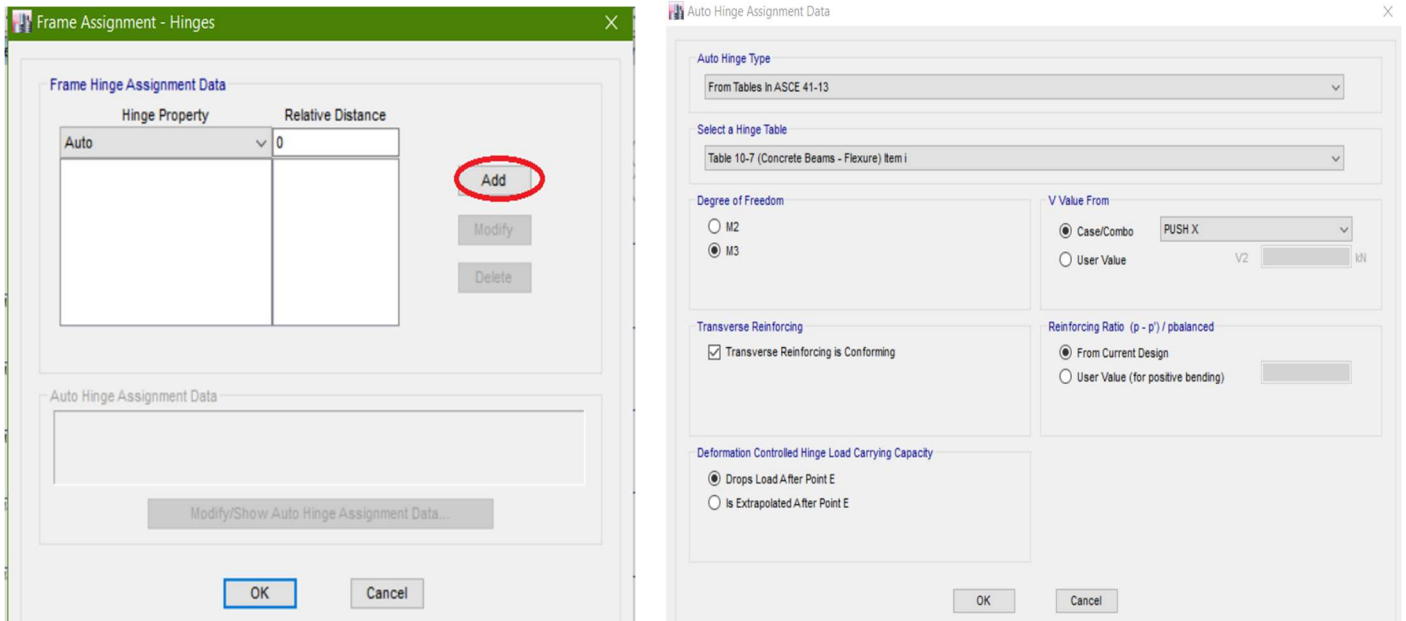 Frame Assignment - Hinges
Frame Hinge Assignment Data
Hinge Property Relative Distance
Auto 0
Add
Modify
Delete
Auto Hinge Assignment Data
Modify/Show Auto Hinge Assignment Data...
OK Cancel
Auto Hinge Assignment Data
Auto Hinge Type
From Tables In ASCE 41-13
Select a Hinge Table
Table 10-7 (Concrete Beams - Flexure) Item i
Degree of Freedom
M2
M3
V Value From
Case/Combo PUSH X
User Value V2 kN
Transverse Reinforcing
Transverse Reinforcing is Conforming
Reinforcing Ratio (p - p') / pbalanced
From Current Design
User Value (for positive bending)
Deformation Controlled Hinge Load Carrying Capacity
Drops Load After Point E
Is Extrapolated After Point E
OK Cancel